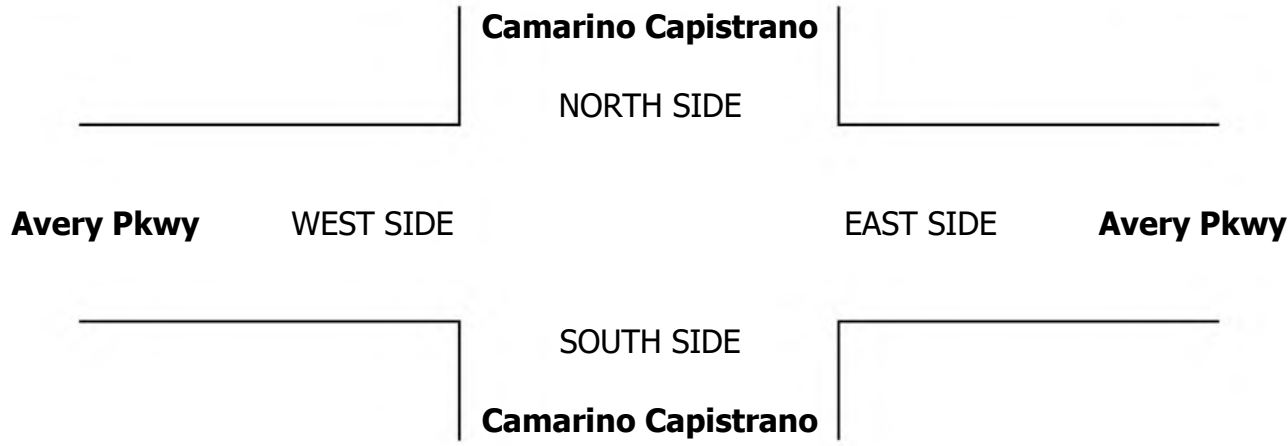 Camarino Capistrano
NORTH SIDE
Avery Pkwy WEST SIDE EAST SIDE Avery Pkwy
SOUTH SIDE
Camarino Capistrano